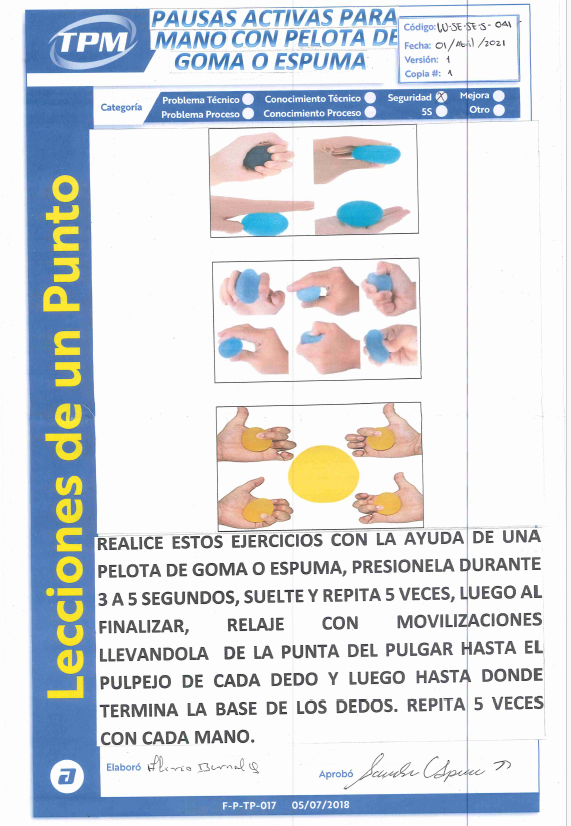 TPM
PAUSAS ACTIVAS PARA
MANO CON PELOTA DE
GOMA O ESPUMA
Código: W-SE-SES-041
Fecha: 01/Abril/2021
Versión: 1
Copia #: 1
Categoría
Problema Técnico Conocimiento Técnico Seguridad X Mejora
Problema Proceso Conocimiento Proceso 5S Otro
Lecciones de un Punto
REALICE ESTOS EJERCICIOS CON LA AYUDA DE UNA
PELOTA DE GOMA O ESPUMA, PRESIONELA DURANTE
3 A 5 SEGUNDOS, SUELTE Y REPITA 5 VECES, LUEGO AL
FINALIZAR, RELAJE CON MOVILIZACIONES
LLEVANDOLA DE LA PUNTA DEL PULGAR HASTA EL
PULPEJO DE CADA DEDO Y LUEGO HASTA DONDE
TERMINA LA BASE DE LOS DEDOS. REPITA 5 VECES
CON CADA MANO.
Elaboró
Aprobó
F-P-TP-017 05/07/2018